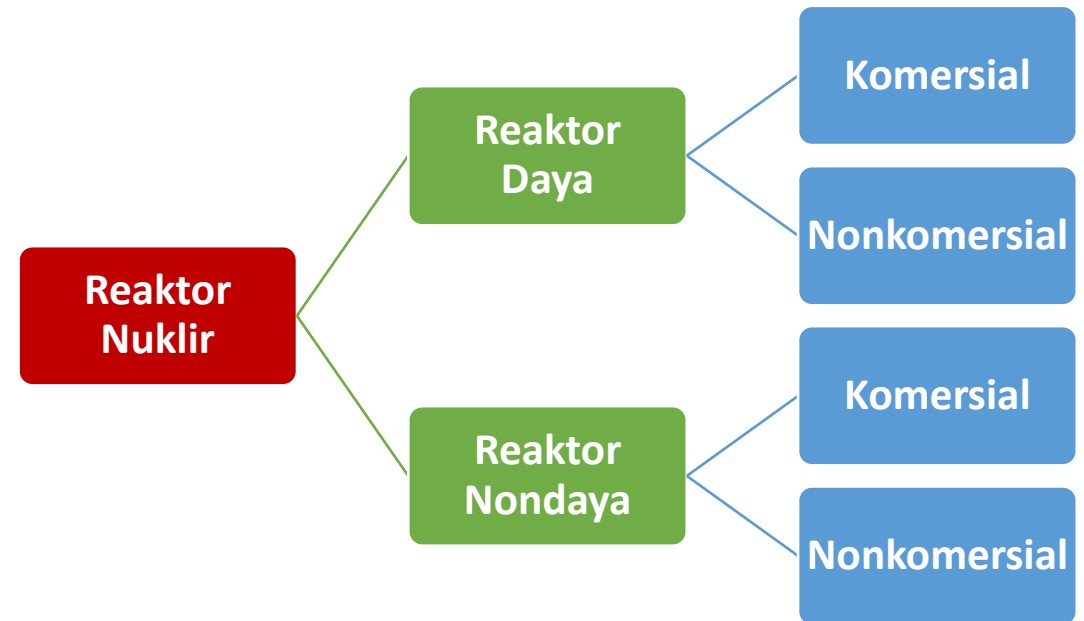 Reaktor
Nuklir
Reaktor
Daya
Komersial
Nonkomersial
Reaktor
Nondaya
Komersial
Nonkomersial